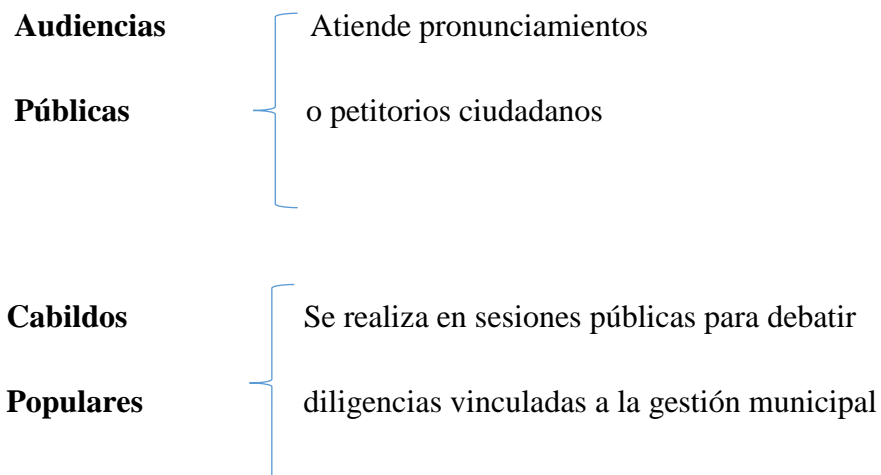 Audiencias Atiende pronunciamientos
Públicas o petitorios ciudadanos
Cabildos Se realiza en sesiones públicas para debatir
Populares diligencias vinculadas a la gestión municipal